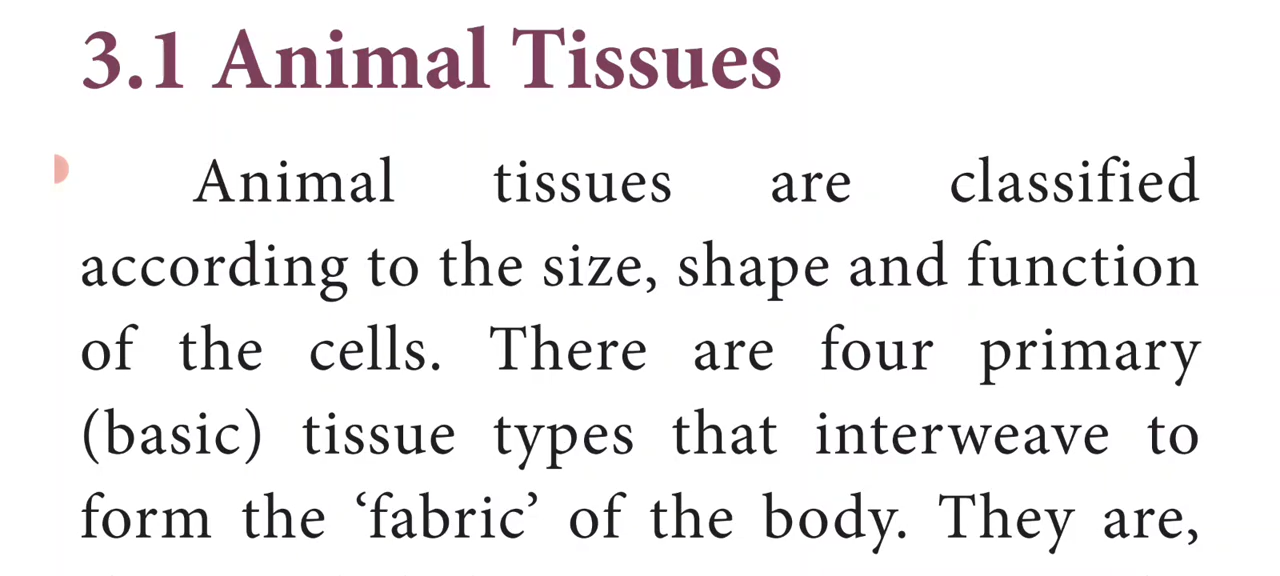 3.1 Animal Tissues
Animal tissues are classified
according to the size, shape and function
of the cells. There are four primary
(basic) tissue types that interweave to
form the ‘fabric’ of the body. They are,